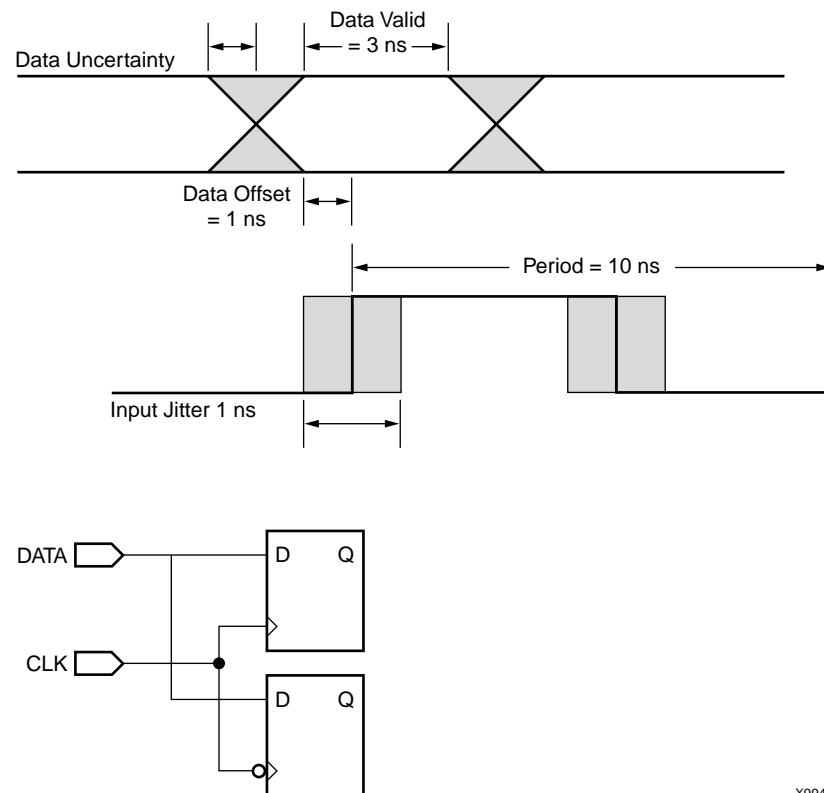 Data Valid
= 3 ns
Data Uncertainty
Data Offset
= 1 ns
Period = 10 ns
Input Jitter 1 ns
DATA
D Q
CLK
D Q